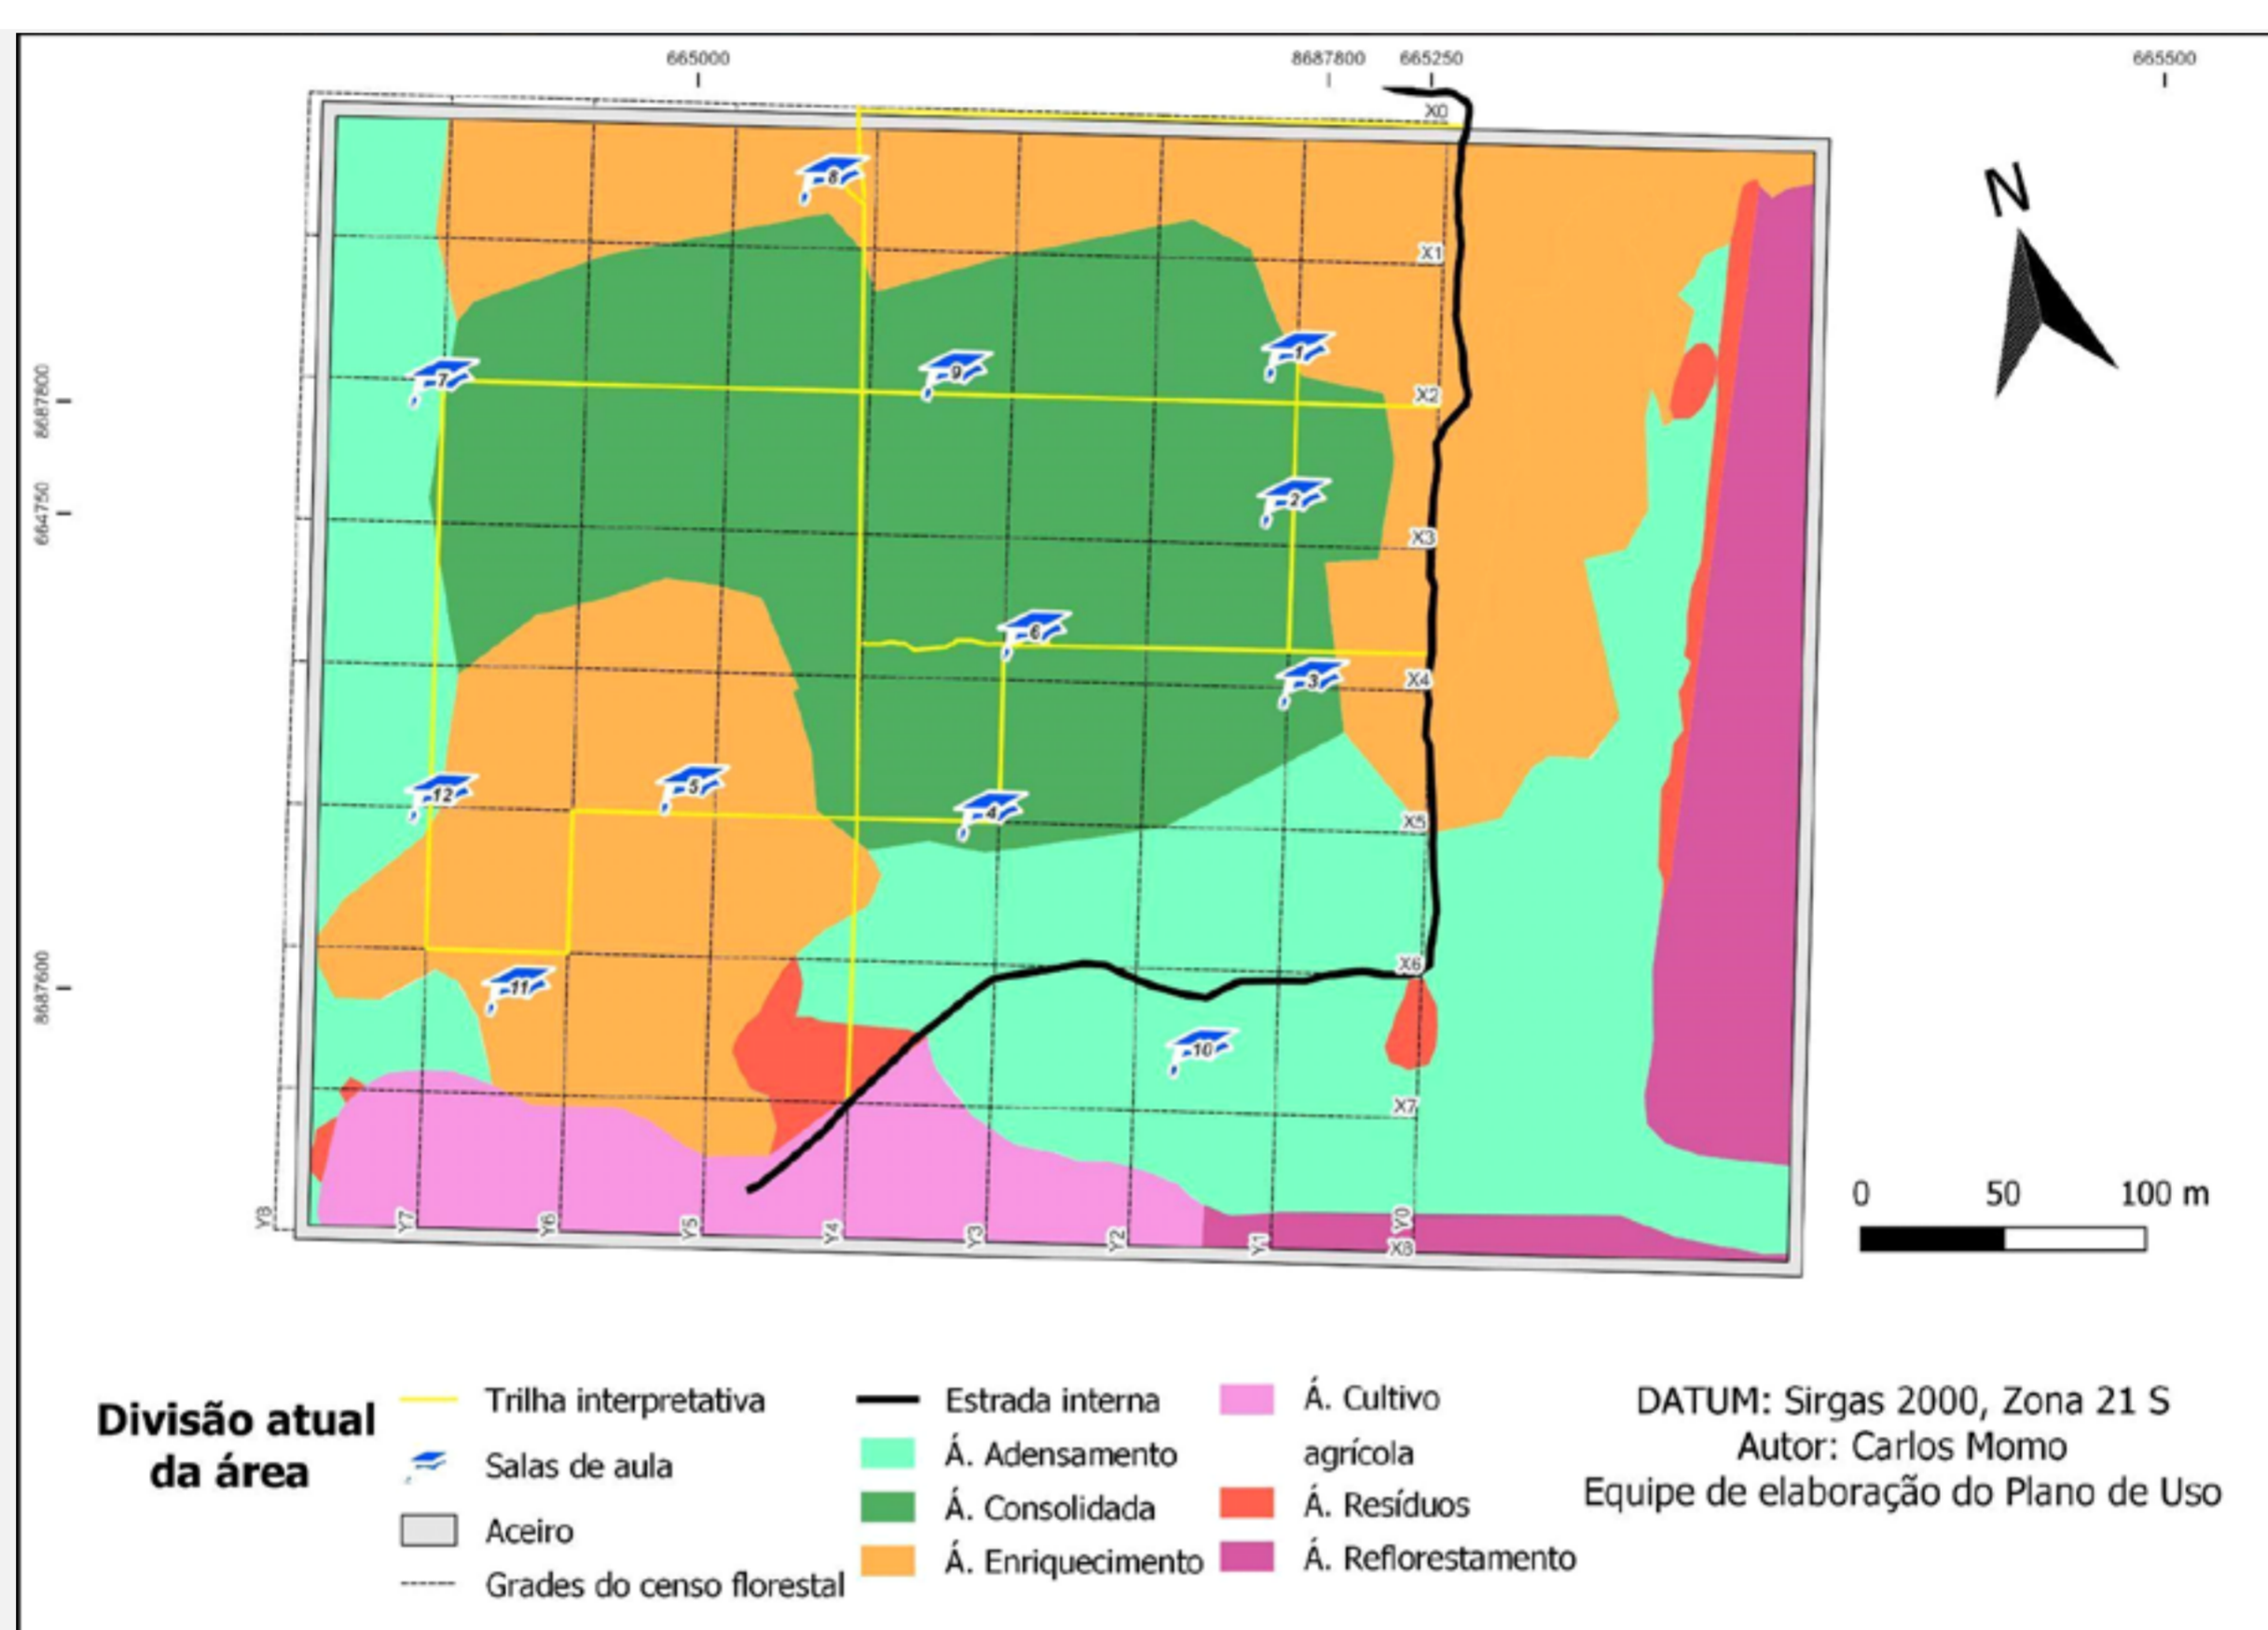 665000
8687800
665250
665500
X0
N
8
X1
1
9
7
X2
8687800
2
664750
X3
6
3
X4
5
12
4
X5
X6
11
8687600
10
X7
0
50
100 m
Y8
Y7
Y6
Y5
Y4
Y3
Y2
Y1
Y0
X8
Divisão atual
da área
Trilha interpretativa
Salas de aula
Aceiro
Grades do censo florestal
Estrada interna
Á. Adensamento
Á. Consolidada
Á. Enriquecimento
Á. Cultivo
agrícola
Á. Resíduos
Á. Reflorestamento
DATUM: Sirgas 2000, Zona 21 S
Autor: Carlos Momo
Equipe de elaboração do Plano de Uso